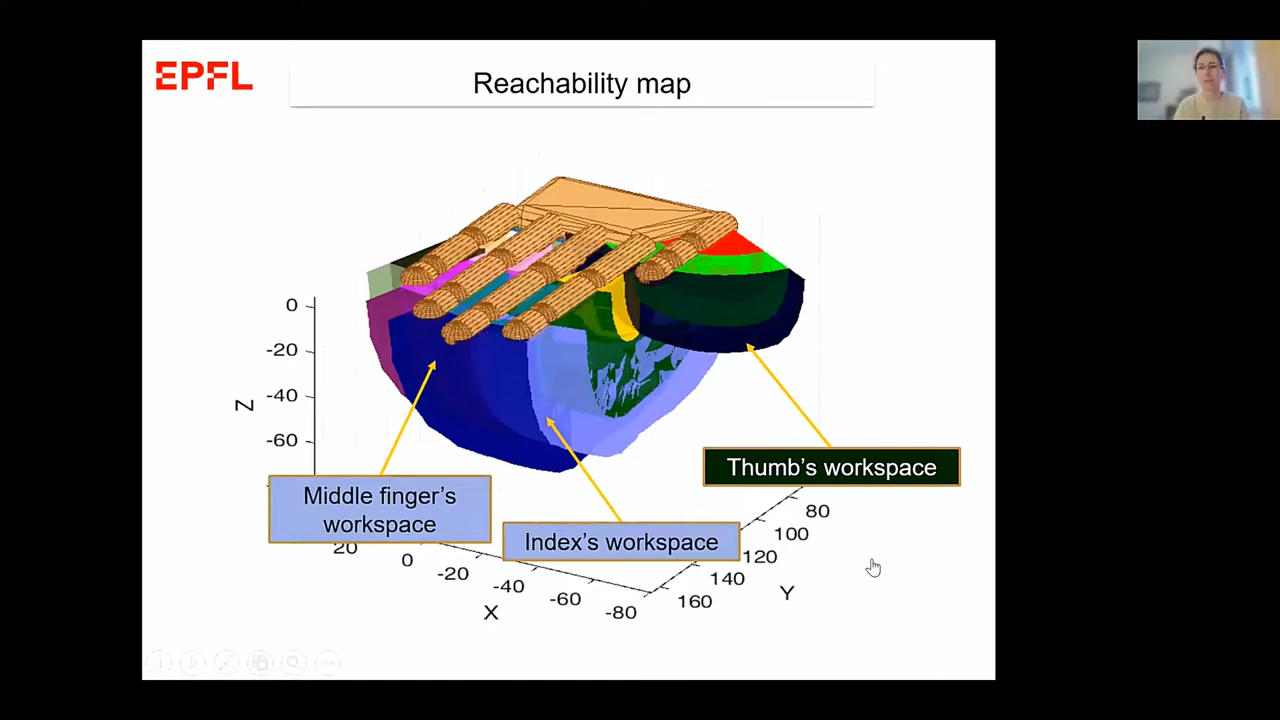 EPFL
Reachability map
0
-20
-40
-60
Z
Thumb's workspace
Middle finger's
workspace
Index's workspace
20
0
-20
-40
-60
-80
X
80
100
120
140
160
Y